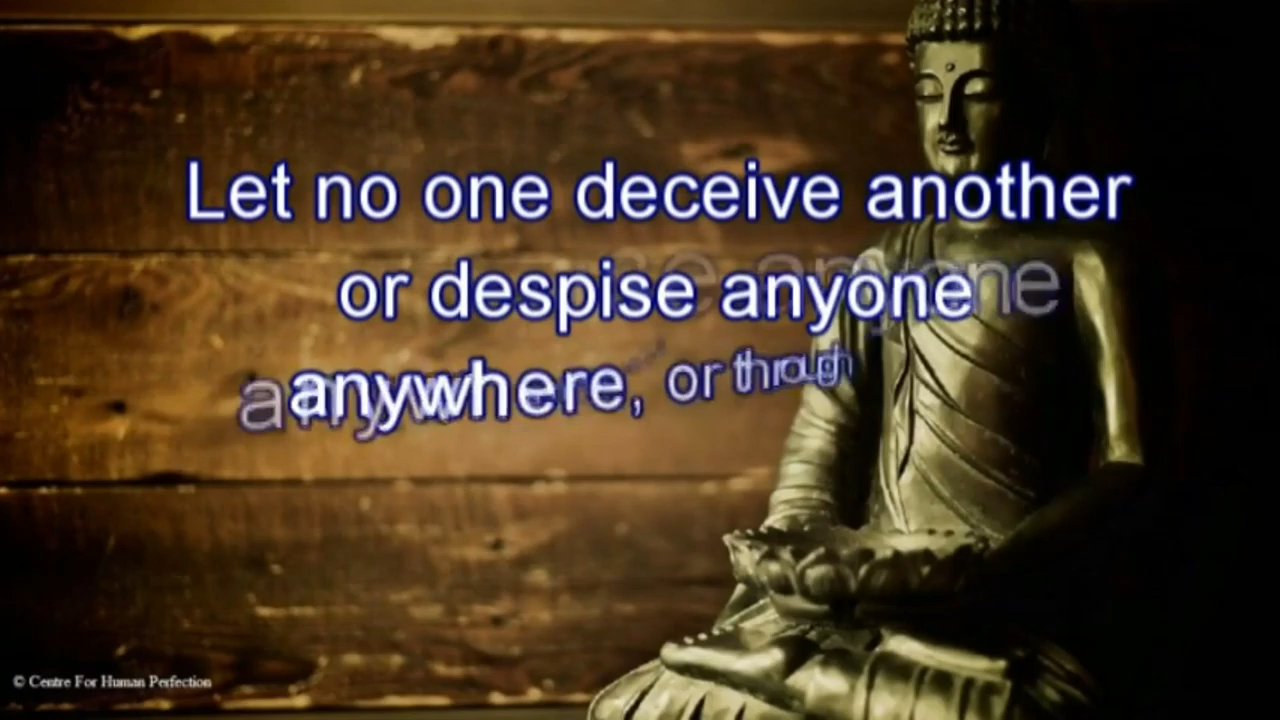 Let no one deceive another
or despise anyone
anywhere, or through
© Centre For Human Perfection